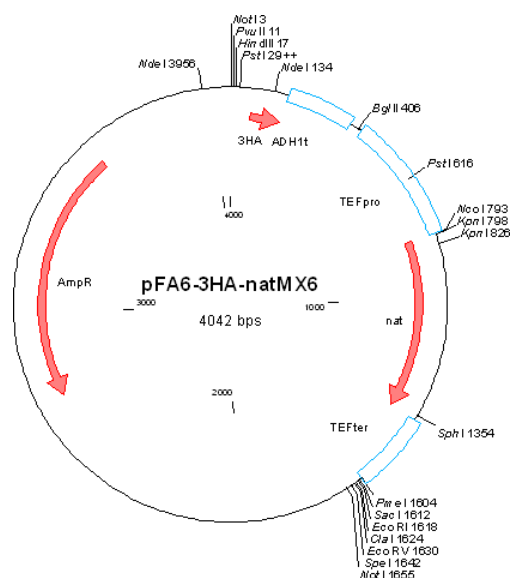 NotI 3
PvuII 11
HindIII 17
PstI 29++
NdeI 3956
NdeI 134
BglII 406
3HA ADH1t
PstI 616
TEFpro
NcoI 793
KpnI 798
KpnI 826
4000
AmpR
pFA6-3HA-natMX6
3000
1000
4042 bps
nat
2000
TEFter
SphI 1354
PmeI 1604
SacI 1612
EcoRI 1618
ClaI 1624
EcoRV 1630
SpeI 1642
NotI 1655